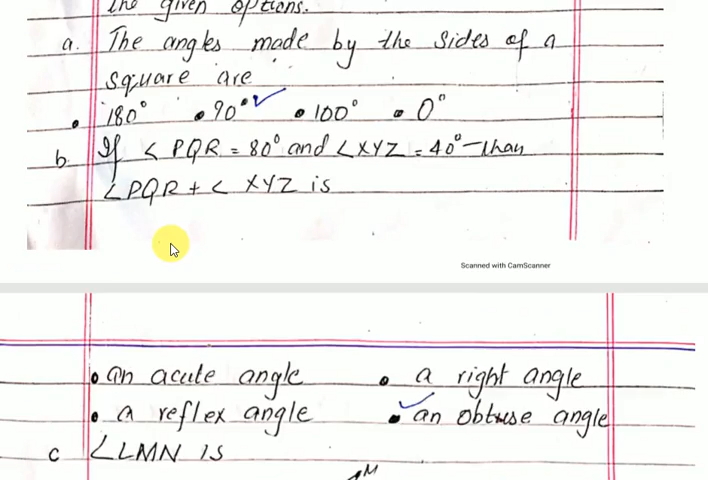 the given options.
a. The angles made by the sides of a
square are
• 180° • 90° • 100° • 0°
b. If < PQR = 80° and <XYZ = 40° than
<PQR + < XYZ is
Scanned with CamScanner
• an acute angle • a right angle
• a reflex angle • an obtuse angle
c <LMN is
M